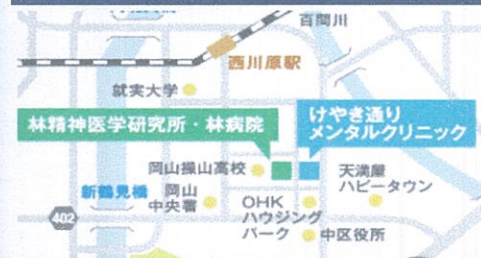 百間川
西川原駅
就実大学
林精神医学研究所・林病院
けやき通り
メンタルクリニック
岡山操山高校
天満屋
ハピータウン
新鶴見橋
岡山
中央署
OHK
ハウジング
パーク
中区役所
402